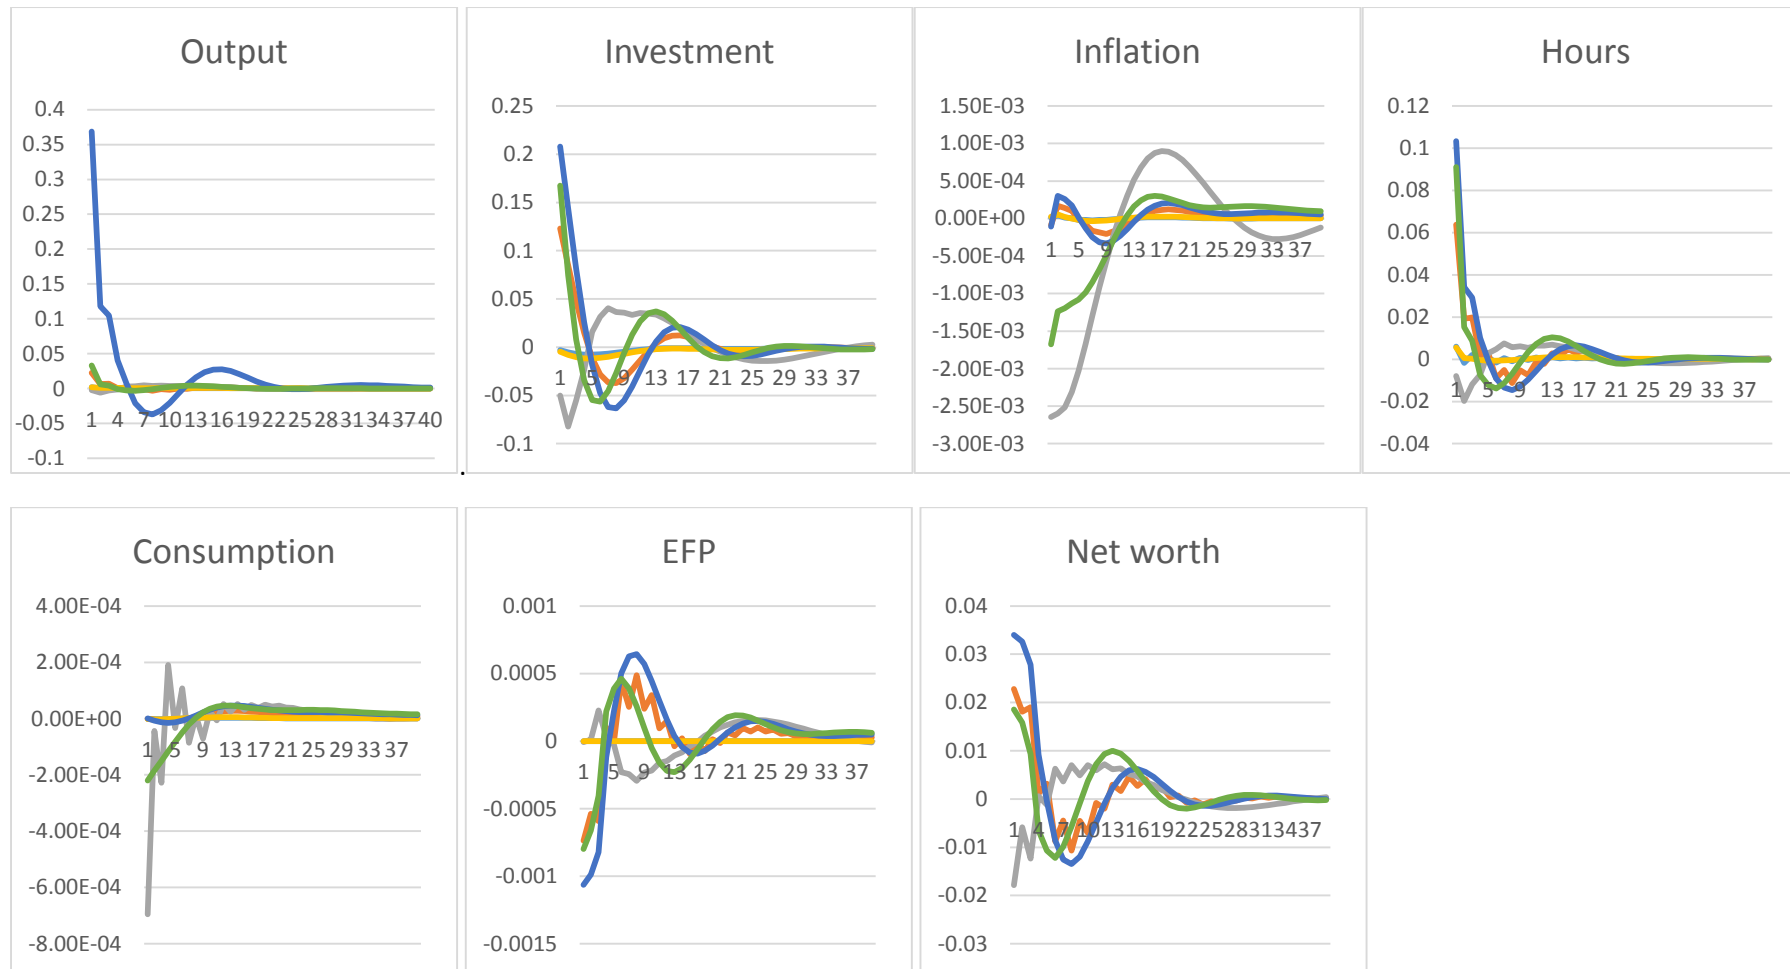 Output
0.4
0.35
0.3
0.25
0.2
0.15
0.1
0.05
0
-0.05
-0.1
1 4 7 10 13 16 19 22 25 28 31 34 37 40
Investment
0.25
0.2
0.15
0.1
0.05
0
-0.05
-0.1
1 5 9 13 17 21 25 29 33 37
.
Inflation
1.50E-03
1.00E-03
5.00E-04
0.00E+00
-5.00E-04
-1.00E-03
-1.50E-03
-2.00E-03
-2.50E-03
-3.00E-03
1 5 9 13 17 21 25 29 33 37
Hours
0.12
0.1
0.08
0.06
0.04
0.02
0
-0.02
-0.04
1 5 9 13 17 21 25 29 33 37
Consumption
4.00E-04
2.00E-04
0.00E+00
-2.00E-04
-4.00E-04
-6.00E-04
-8.00E-04
1 5 9 13 17 21 25 29 33 37
EFP
0.001
0.0005
0
-0.0005
-0.001
-0.0015
1 5 9 13 17 21 25 29 33 37
Net worth
0.04
0.03
0.02
0.01
0
-0.01
-0.02
-0.03
1 4 7 10 13 16 19 22 25 28 31 34 37